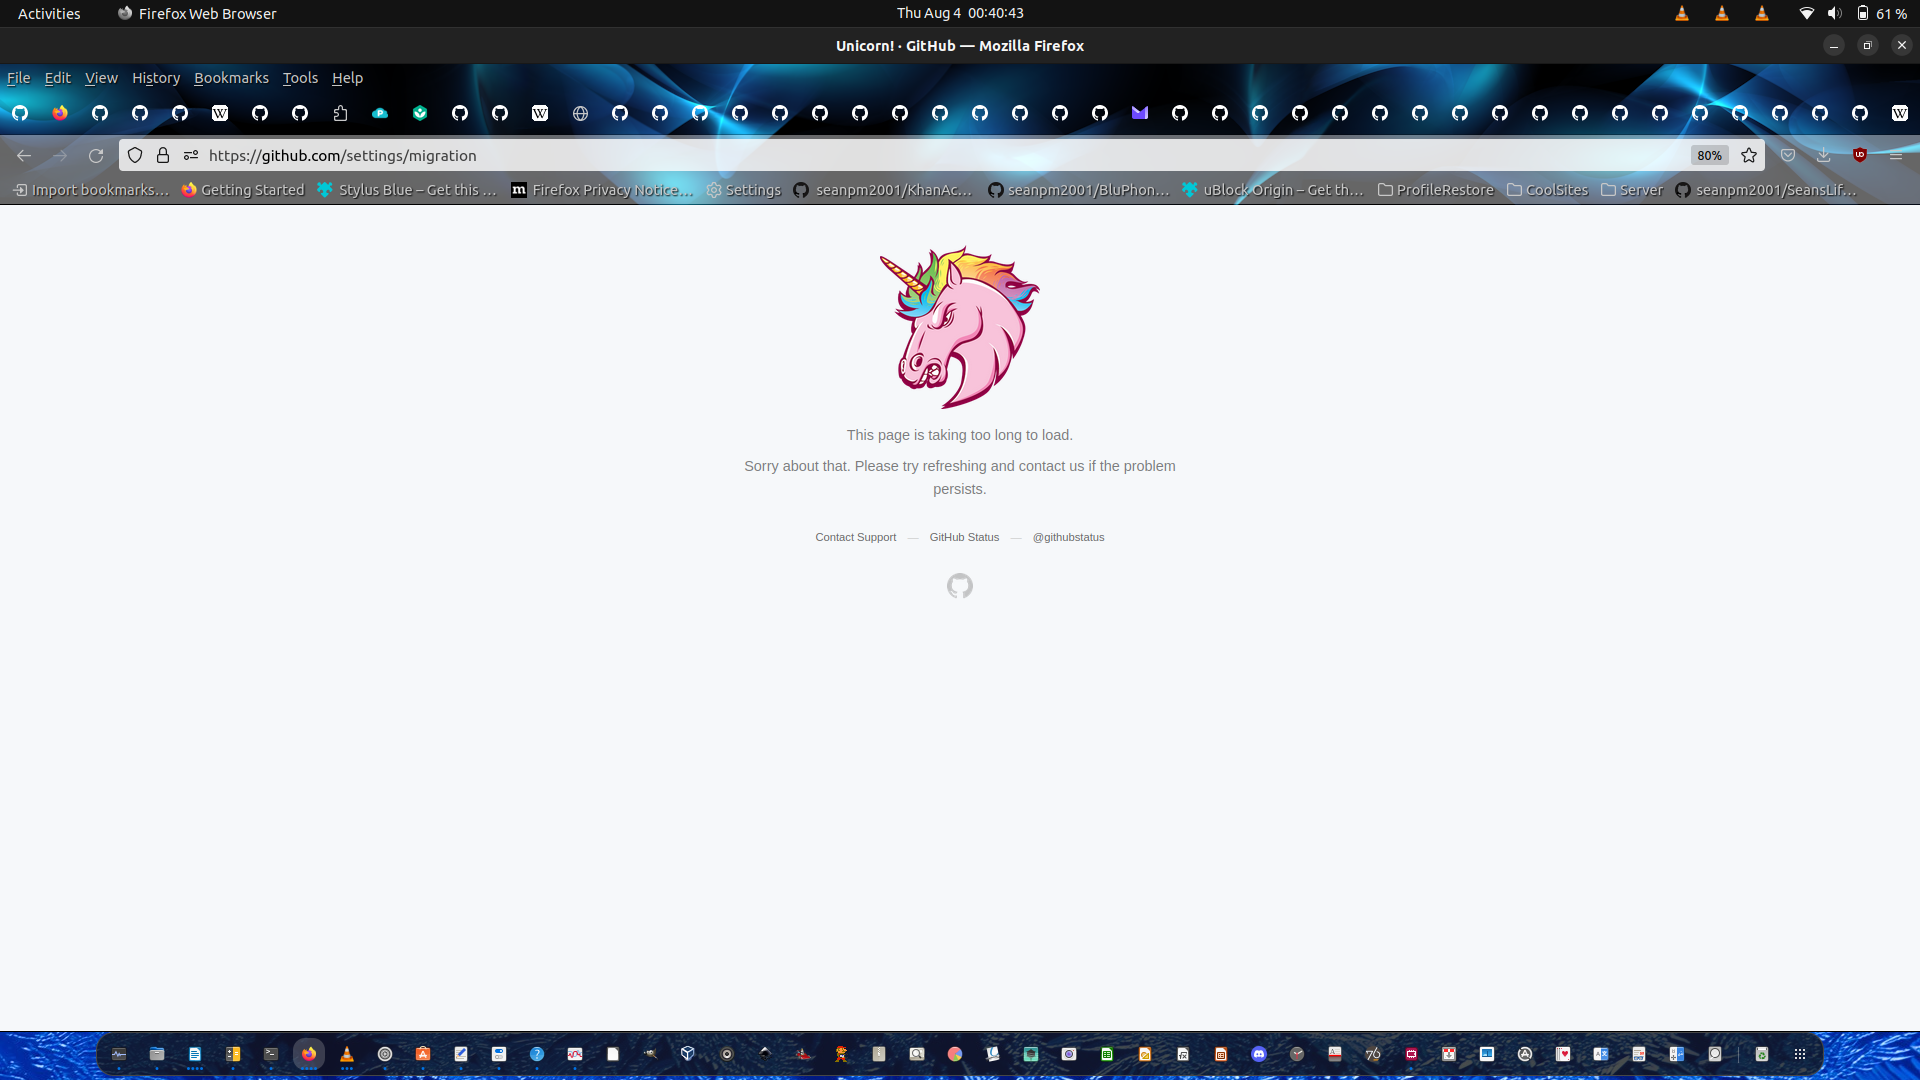 Activities Firefox Web Browser Thu Aug 4 00:40:43 61 %
Unicorn! · GitHub — Mozilla Firefox
File Edit View History Bookmarks Tools Help
https://github.com/settings/migration 80%
Import bookmarks… Getting Started Stylus Blue – Get this … Firefox Privacy Notice… Settings seanpm2001/KhanAc… seanpm2001/BluPhon… uBlock Origin – Get th… ProfileRestore CoolSites Server seanpm2001/SeansLif…
This page is taking too long to load.
Sorry about that. Please try refreshing and contact us if the problem
persists.
Contact Support — GitHub Status — @githubstatus